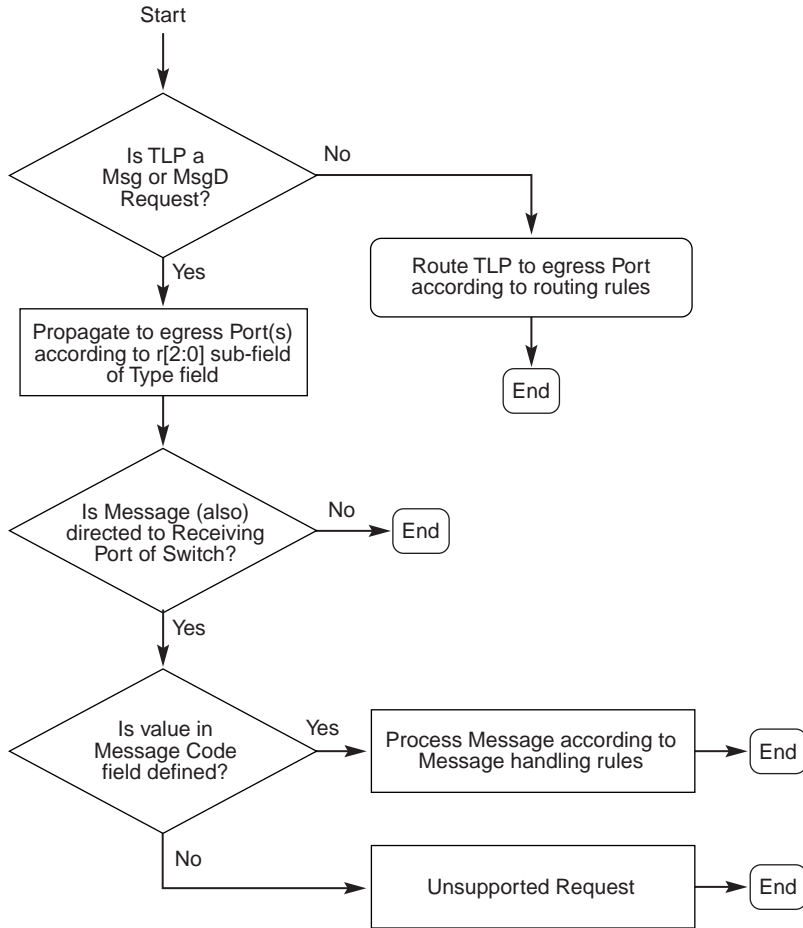 Start
Is TLP a
Msg or MsgD
Request?
No
Yes
Route TLP to egress Port
according to routing rules
End
Propagate to egress Port(s)
according to r[2:0] sub-field
of Type field
Is Message (also)
directed to Receiving
Port of Switch?
No
End
Yes
Is value in
Message Code
field defined?
Yes
Process Message according to
Message handling rules
End
No
Unsupported Request
End